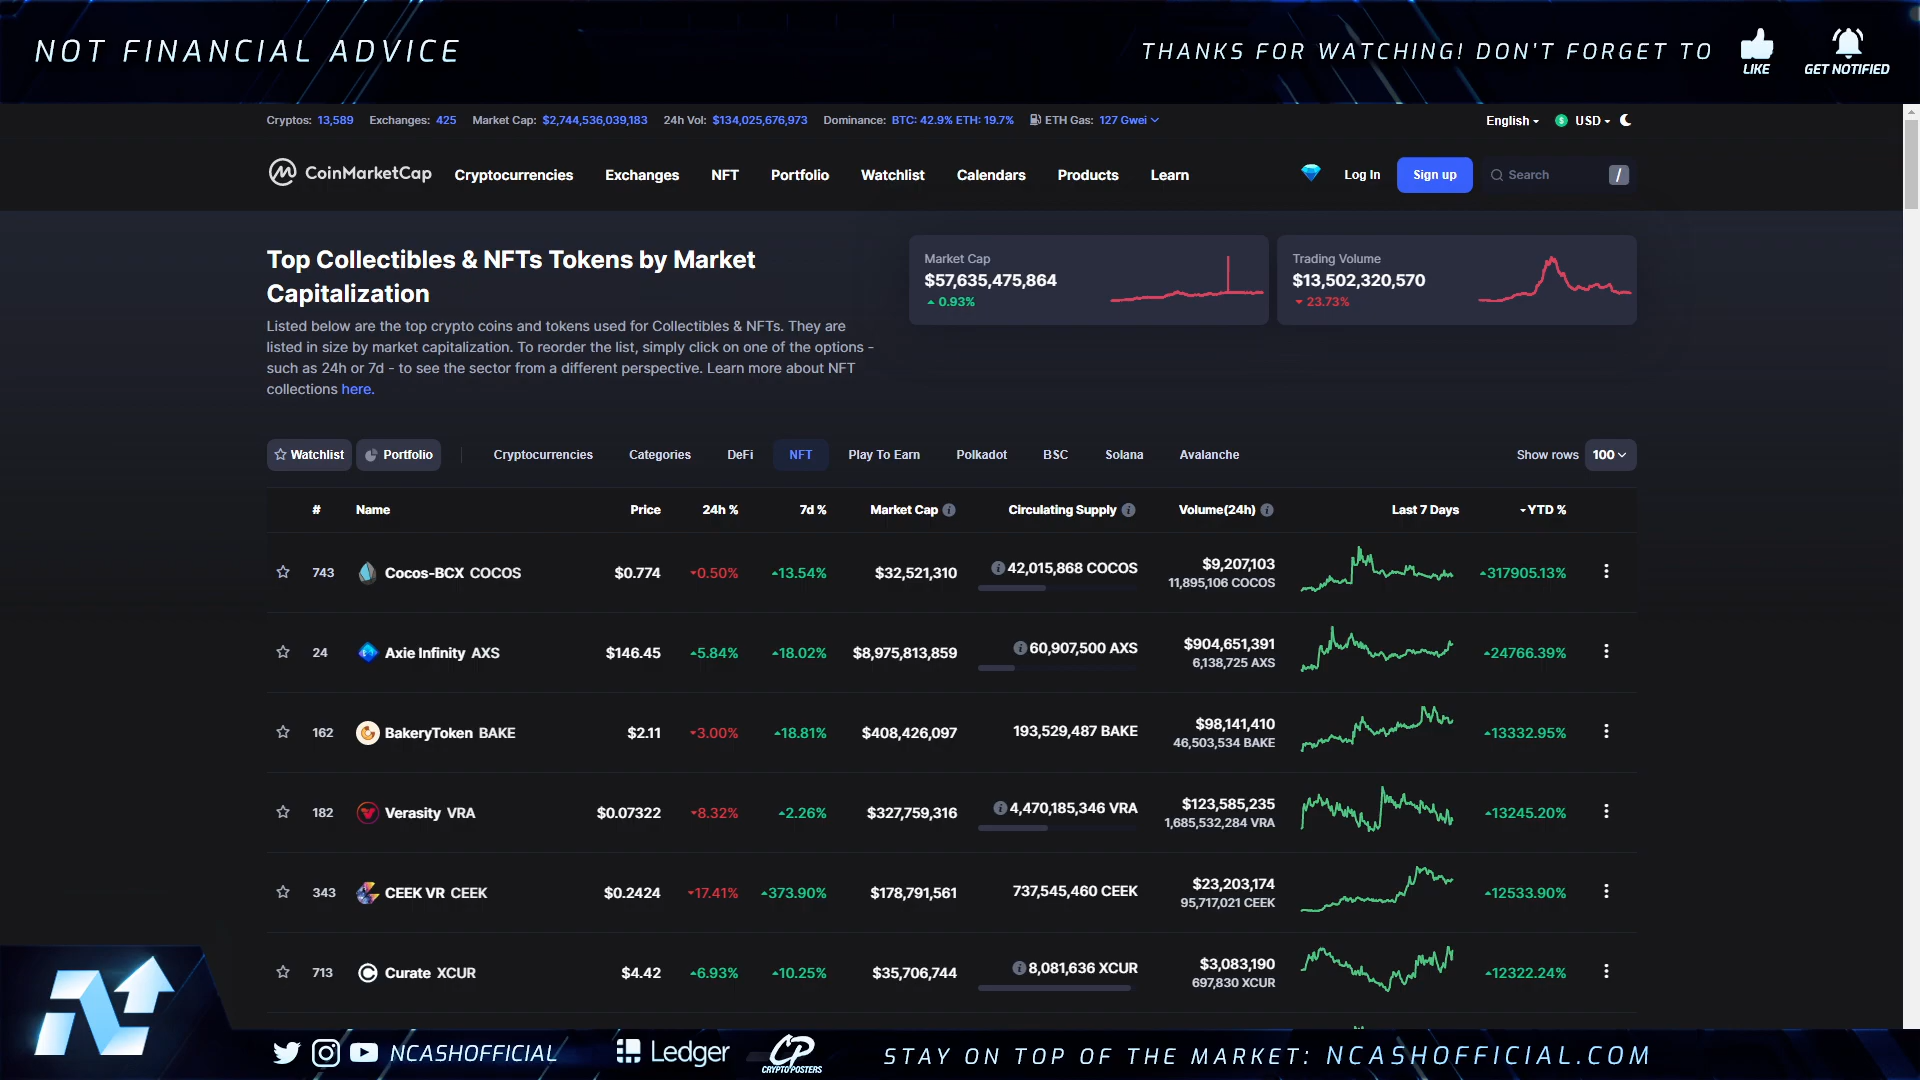 NOT FINANCIAL ADVICE
THANKS FOR WATCHING! DON'T FORGET TO
LIKE
GET NOTIFIED
Cryptos: 13,589 Exchanges: 425 Market Cap: $2,744,536,039,183 24h Vol: $134,025,676,973 Dominance: BTC: 42.9% ETH: 19.7% ETH Gas: 127 Gwei
English USD
CoinMarketCap Cryptocurrencies Exchanges NFT Portfolio Watchlist Calendars Products Learn Log In Sign up Search /
Top Collectibles & NFTs Tokens by Market
Capitalization
Listed below are the top crypto coins and tokens used for Collectibles & NFTs. They are
listed in size by market capitalization. To reorder the list, simply click on one of the options -
such as 24h or 7d - to see the sector from a different perspective. Learn more about NFT
collections here.
Market Cap
$57,635,475,864
0.93%
Trading Volume
$13,502,320,570
23.73%
Watchlist Portfolio Cryptocurrencies Categories DeFi NFT Play To Earn Polkadot BSC Solana Avalanche Show rows 100
# Name Price 24h % 7d % Market Cap Circulating Supply Volume(24h) Last 7 Days YTD %
743 Cocos-BCX COCOS $0.774 0.50% 13.54% $32,521,310 42,015,868 COCOS $9,207,103 317905.13%
11,895,106 COCOS
24 Axie Infinity AXS $146.45 5.84% 18.02% $8,975,813,859 60,907,500 AXS $904,651,391 24766.39%
6,138,725 AXS
162 BakeryToken BAKE $2.11 3.00% 18.81% $408,426,097 193,529,487 BAKE $98,141,410 13332.95%
46,503,534 BAKE
182 Verasity VRA $0.07322 8.32% 2.26% $327,759,316 4,470,185,346 VRA $123,585,235 13245.20%
1,685,532,284 VRA
343 CEEK VR CEEK $0.2424 17.41% 373.90% $178,791,561 737,545,460 CEEK $23,203,174 12533.90%
95,717,021 CEEK
713 Curate XCUR $4.42 6.93% 10.25% $35,706,744 8,081,636 XCUR $3,083,190 12322.24%
697,830 XCUR
NCASHOFFICIAL Ledger CP
CRYPTO POSTERS
STAY ON TOP OF THE MARKET: NCASHOFFICIAL.COM